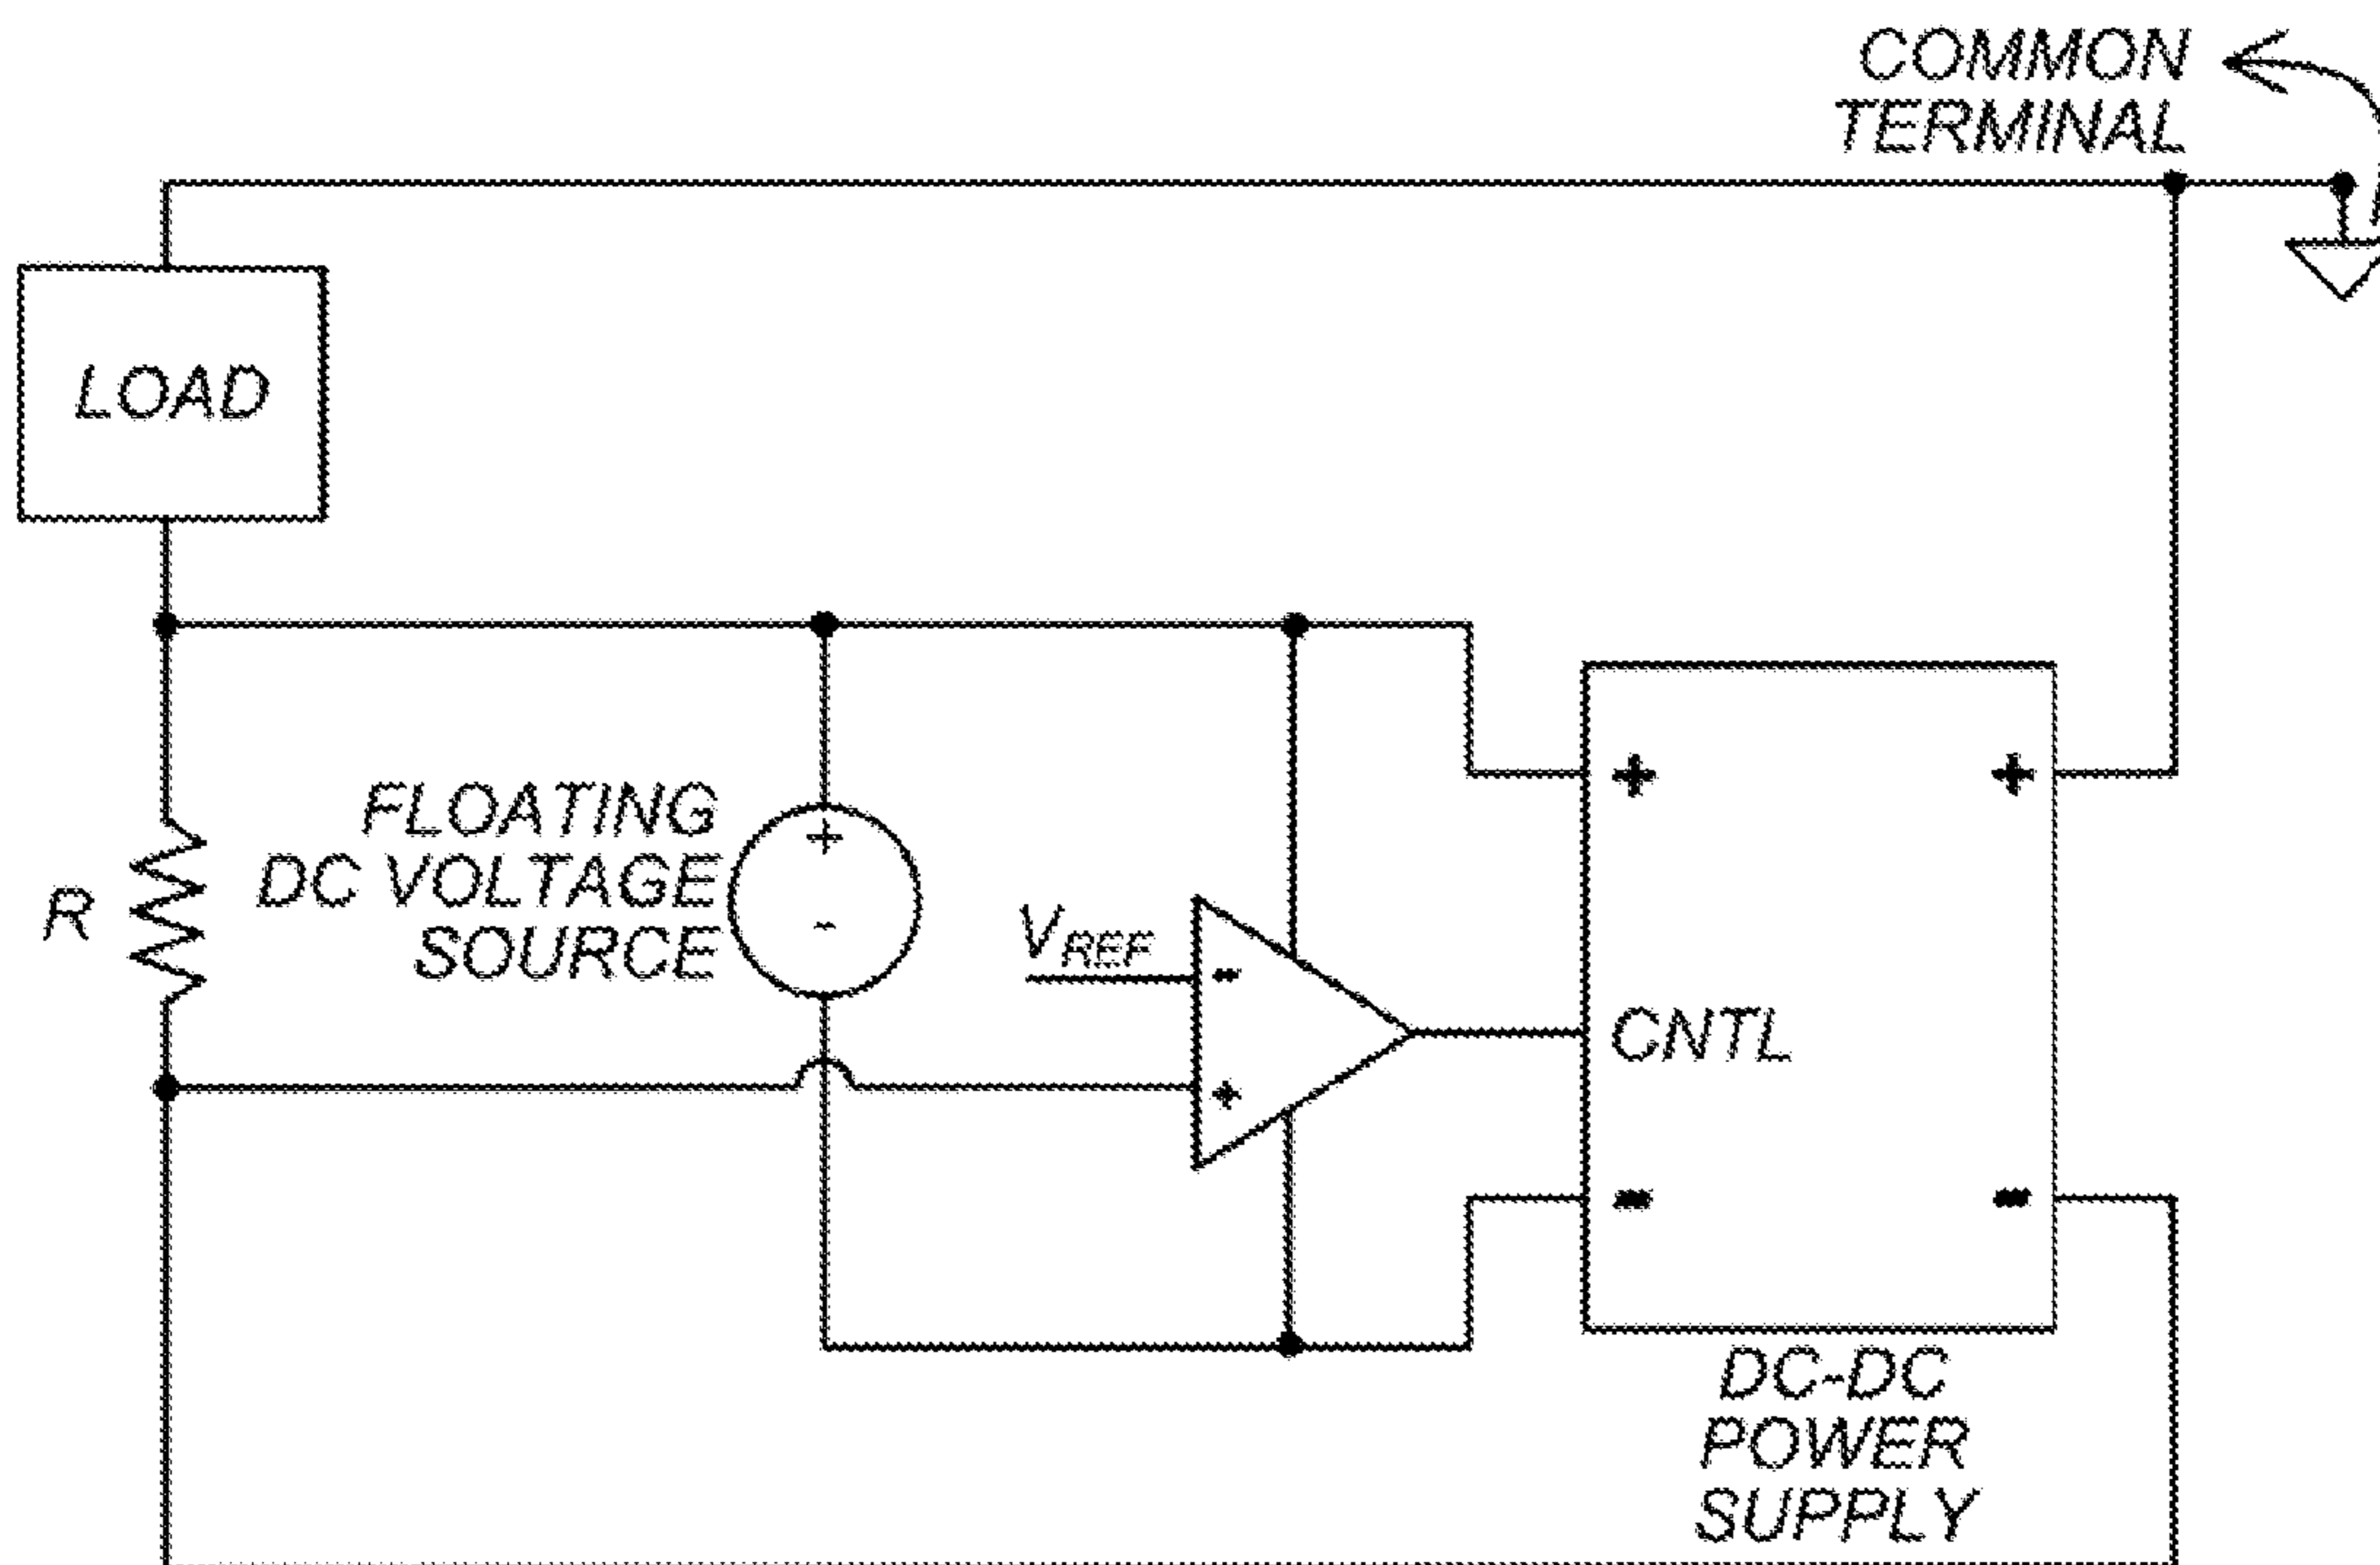 COMMON
TERMINAL
LOAD
FLOATING
DC VOLTAGE
SOURCE
R
+
-
VREF
-
+
+
+
CNTL
-
-
DC-DC
POWER
SUPPLY